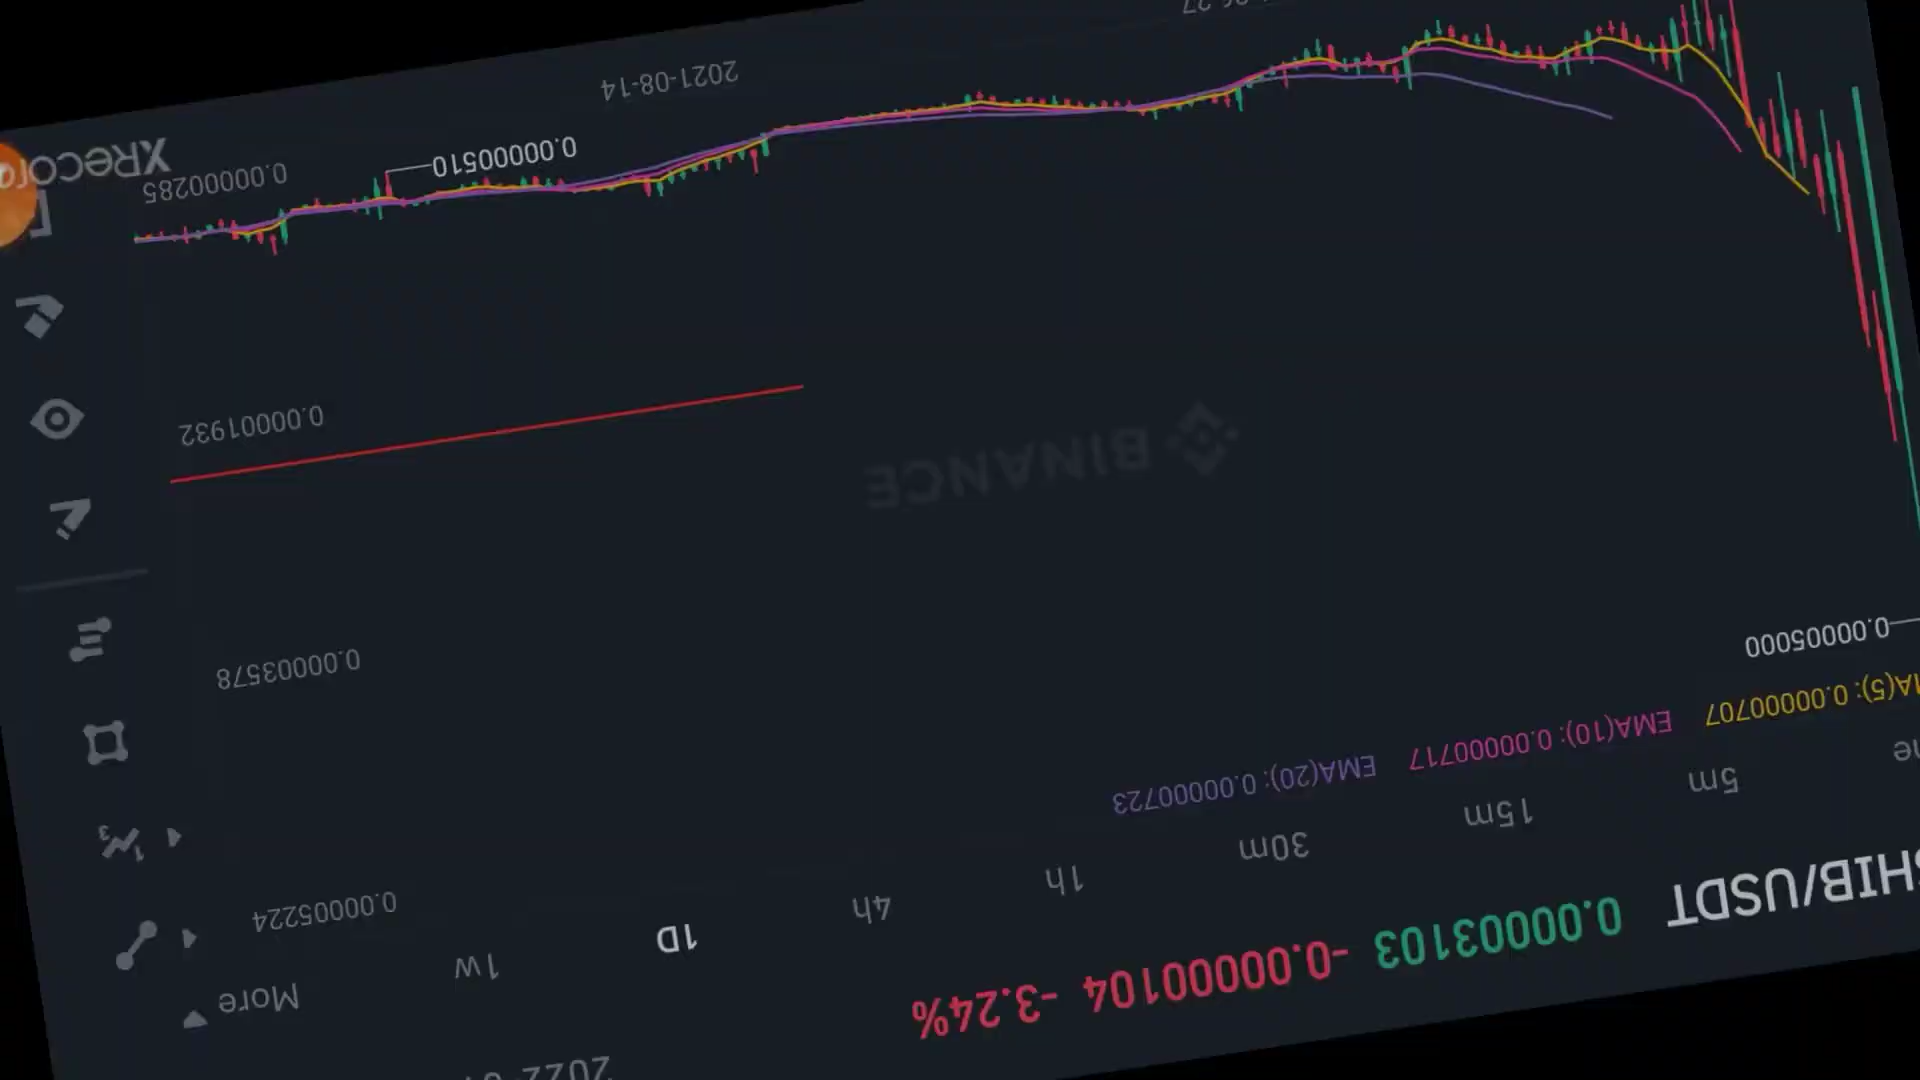 SHIB/USDT 0.00003103 -0.00000104 -3.24%
5m 15m 30m 1h 4h 1D 1w More
MA(5): 0.00000707 EMA(10): 0.00000717 EMA(20): 0.00000723
0.00005224
0.00005000
0.00003578
BINANCE
0.00001932
0.00000510
0.00000285
XRecor
2021-08-14